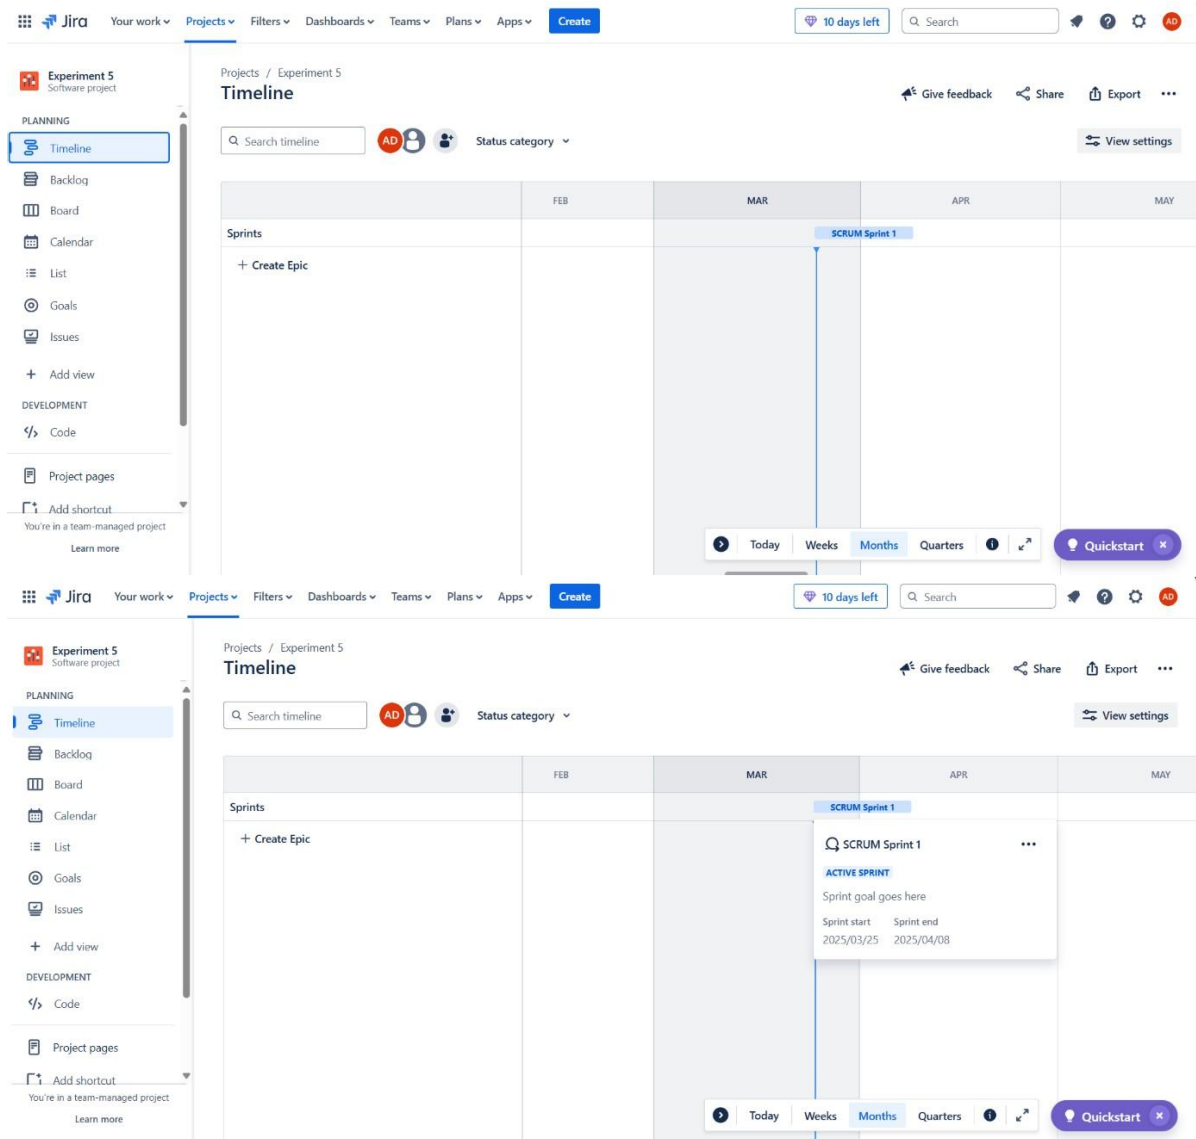 Jira Your work Projects Filters Dashboards Teams Plans Apps Create 10 days left Search AD
Experiment 5
Software project
Projects / Experiment 5
Timeline
Give feedback Share Export
PLANNING
Search timeline AD Status category View settings
Timeline
Backlog
Board
Calendar
List
Goals
Issues
Add view
DEVELOPMENT
Code
Project pages
Add shortcut
You're in a team-managed project
Learn more
FEB MAR APR MAY
Sprints SCRUM Sprint 1
+ Create Epic
Today Weeks Months Quarters Quickstart
Jira Your work Projects Filters Dashboards Teams Plans Apps Create 10 days left Search AD
Experiment 5
Software project
Projects / Experiment 5
Timeline
Give feedback Share Export
PLANNING
Search timeline AD Status category View settings
Timeline
Backlog
Board
Calendar
List
Goals
Issues
Add view
DEVELOPMENT
Code
Project pages
Add shortcut
You're in a team-managed project
Learn more
FEB MAR APR MAY
Sprints SCRUM Sprint 1
+ Create Epic
SCRUM Sprint 1
ACTIVE SPRINT
Sprint goal goes here
Sprint start Sprint end
2025/03/25 2025/04/08
Today Weeks Months Quarters Quickstart